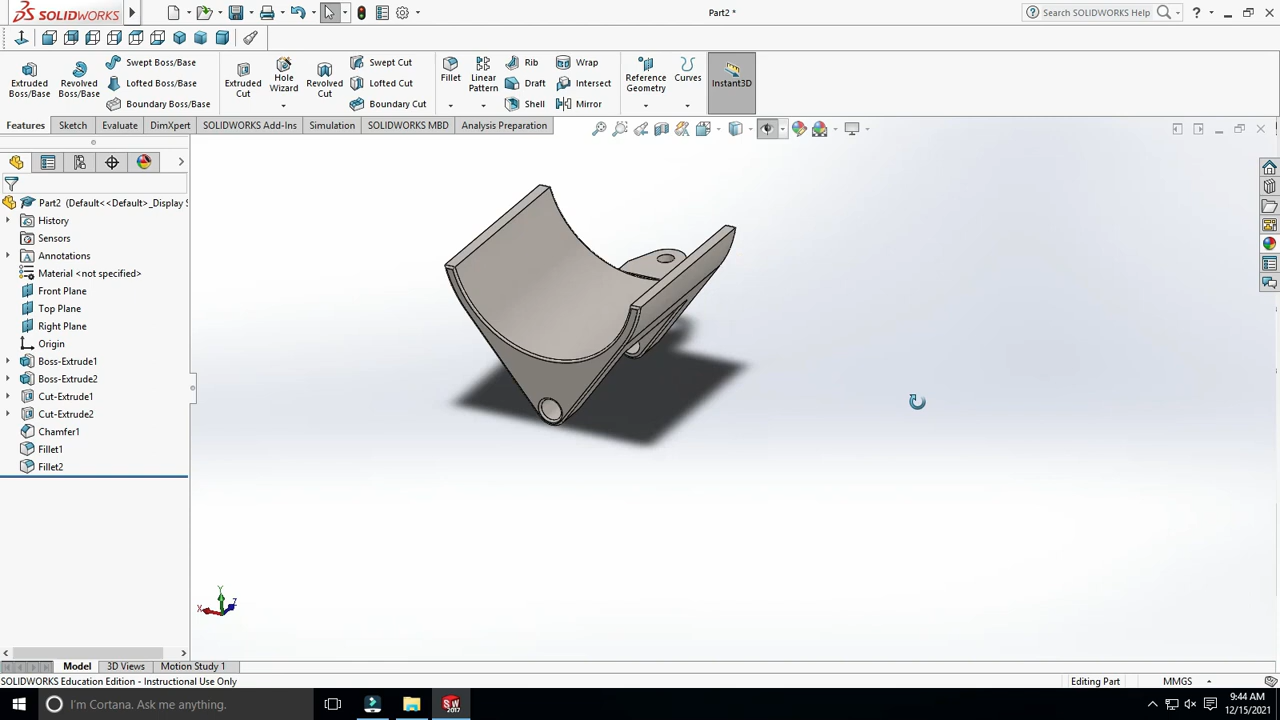 SOLIDWORKS
Part2 *
Search SOLIDWORKS Help
Extruded Boss/Base
Revolved Boss/Base
Swept Boss/Base
Lofted Boss/Base
Boundary Boss/Base
Extruded Cut
Hole Wizard
Revolved Cut
Swept Cut
Lofted Cut
Boundary Cut
Fillet
Linear Pattern
Rib
Draft
Shell
Wrap
Intersect
Mirror
Reference Geometry
Curves
Instant3D
Features Sketch Evaluate DimXpert SOLIDWORKS Add-Ins Simulation SOLIDWORKS MBD Analysis Preparation
Part2 (Default<<Default>_Display S
History
Sensors
Annotations
Material <not specified>
Front Plane
Top Plane
Right Plane
Origin
Boss-Extrude1
Boss-Extrude2
Cut-Extrude1
Cut-Extrude2
Chamfer1
Fillet1
Fillet2
Y
X
Z
Model 3D Views Motion Study 1
SOLIDWORKS Education Edition - Instructional Use Only
Editing Part
MMGS
I'm Cortana. Ask me anything.
SW
2017
9:44 AM
12/15/2021